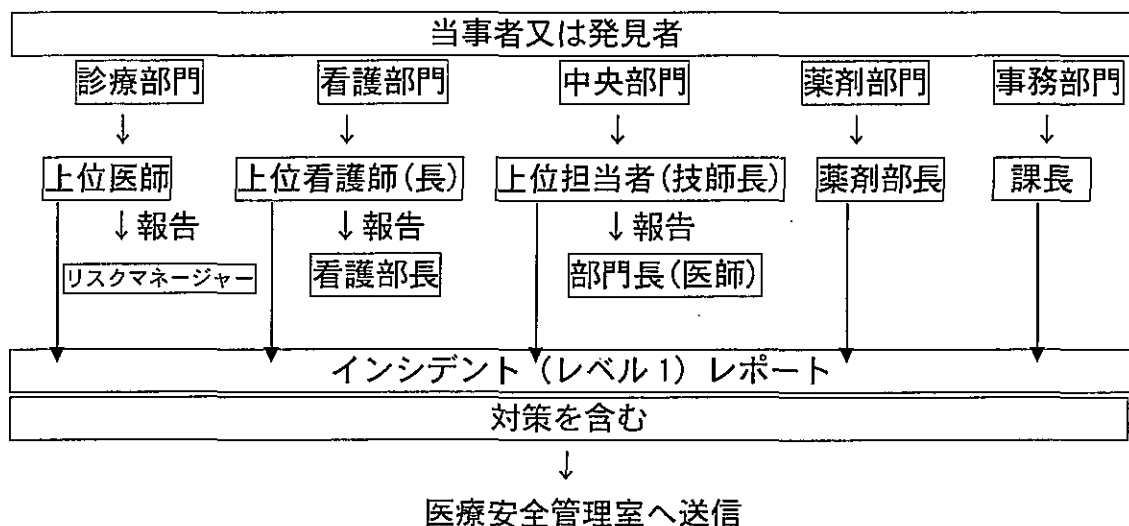 当事者又は発見者
診療部門 看護部門 中央部門 薬剤部門 事務部門
↓ ↓ ↓ ↓ ↓
上位医師 上位看護師(長) 上位担当者(技師長) 薬剤部長 課長
↓報告 ↓報告 ↓報告
リスクマネージャー 看護部長 部門長(医師)
インシデント(レベル1)レポート
対策を含む
↓
医療安全管理室へ送信